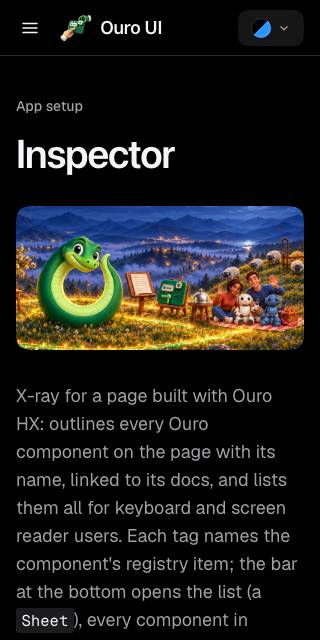 Ouro UI
App setup
Inspector
X-ray for a page built with Ouro
HX: outlines every Ouro
component on the page with its
name, linked to its docs, and lists
them all for keyboard and screen
reader users. Each tag names the
component's registry item; the bar
at the bottom opens the list (a
Sheet), every component in